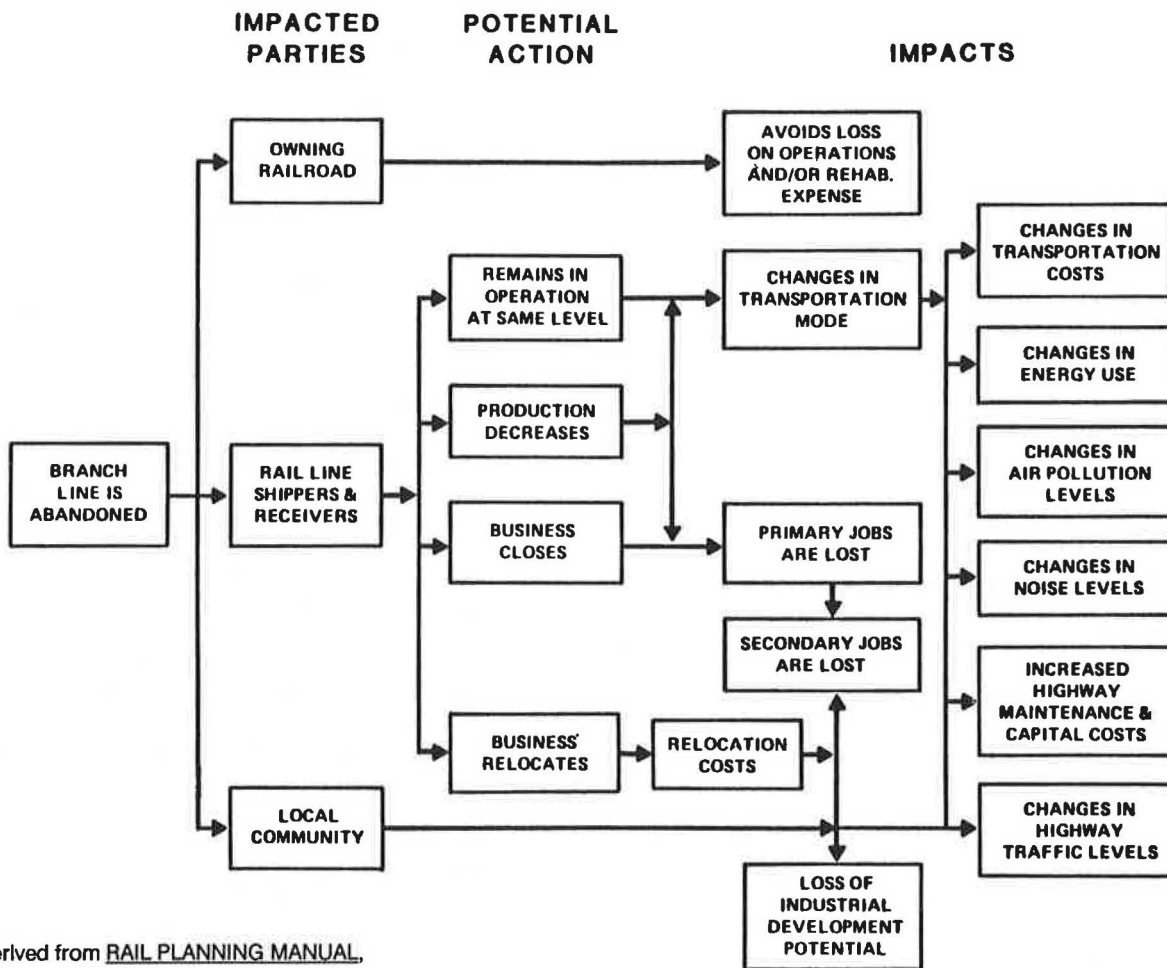 IMPACTED
PARTIES
POTENTIAL
ACTION
IMPACTS
OWNING
RAILROAD
AVOIDS LOSS
ON OPERATIONS
AND/OR REHAB.
EXPENSE
CHANGES IN
TRANSPORTATION
COSTS
REMAINS IN
OPERATION
AT SAME LEVEL
CHANGES IN
TRANSPORTATION
MODE
CHANGES IN
ENERGY USE
PRODUCTION
DECREASES
BRANCH
LINE IS
ABANDONED
RAIL LINE
SHIPPERS &
RECEIVERS
CHANGES IN
AIR POLLUTION
LEVELS
BUSINESS
CLOSES
PRIMARY JOBS
ARE LOST
CHANGES IN
NOISE LEVELS
SECONDARY JOBS
ARE LOST
INCREASED
HIGHWAY
MAINTENANCE &
CAPITAL COSTS
BUSINESS
RELOCATES
RELOCATION
COSTS
LOCAL
COMMUNITY
CHANGES IN
HIGHWAY
TRAFFIC LEVELS
LOSS OF
INDUSTRIAL
DEVELOPMENT
POTENTIAL
erived from RAIL PLANNING MANUAL,